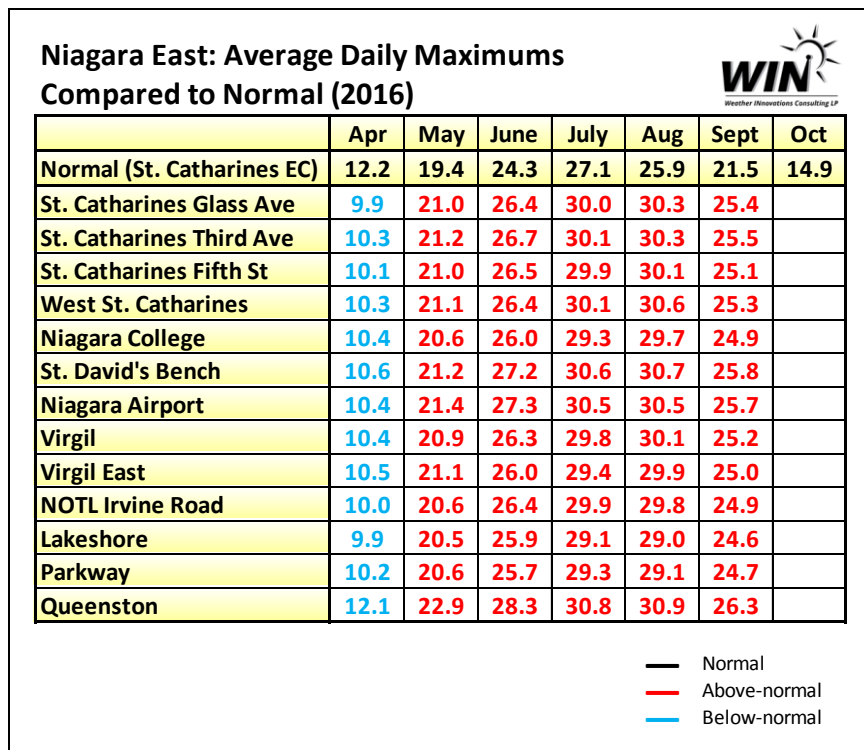 Niagara East: Average Daily Maximums
Compared to Normal (2016)
WIN
Weather INnovations Consulting LP
Apr May June July Aug Sept Oct
Normal (St. Catharines EC) 12.2 19.4 24.3 27.1 25.9 21.5 14.9
St. Catharines Glass Ave 9.9 21.0 26.4 30.0 30.3 25.4
St. Catharines Third Ave 10.3 21.2 26.7 30.1 30.3 25.5
St. Catharines Fifth St 10.1 21.0 26.5 29.9 30.1 25.1
West St. Catharines 10.3 21.1 26.4 30.1 30.6 25.3
Niagara College 10.4 20.6 26.0 29.3 29.7 24.9
St. David's Bench 10.6 21.2 27.2 30.6 30.7 25.8
Niagara Airport 10.4 21.4 27.3 30.5 30.5 25.7
Virgil 10.4 20.9 26.3 29.8 30.1 25.2
Virgil East 10.5 21.1 26.0 29.4 29.9 25.0
NOTL Irvine Road 10.0 20.6 26.4 29.9 29.8 24.9
Lakeshore 9.9 20.5 25.9 29.1 29.0 24.6
Parkway 10.2 20.6 25.7 29.3 29.1 24.7
Queenston 12.1 22.9 28.3 30.8 30.9 26.3
Normal
Above-normal
Below-normal